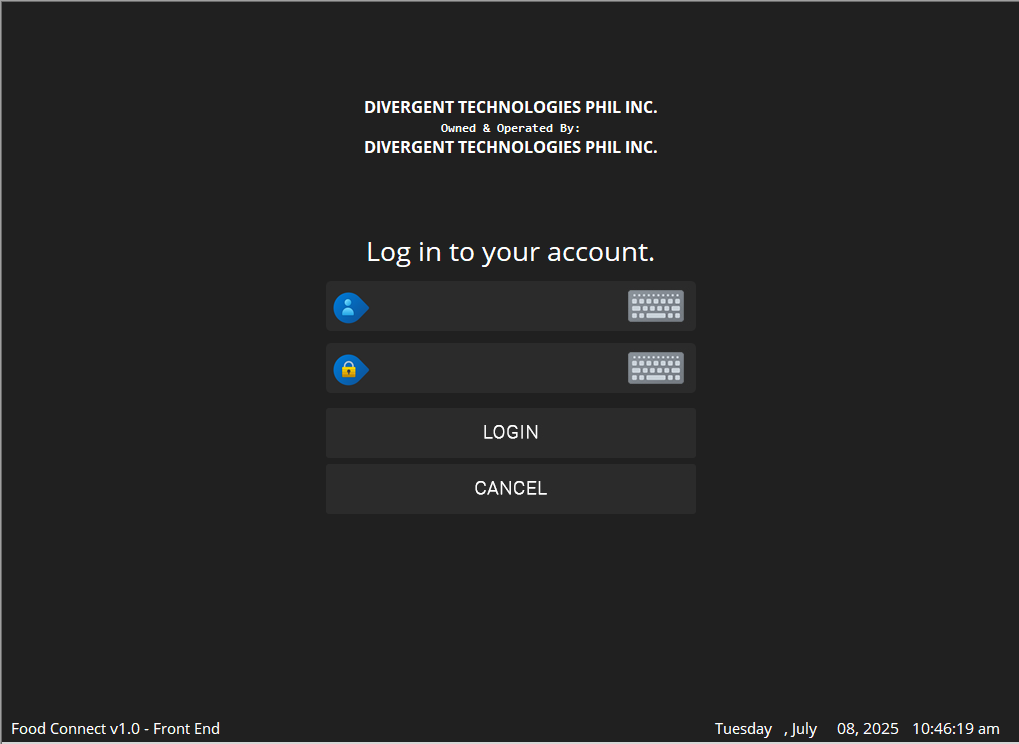 DIVERGENT TECHNOLOGIES PHIL INC.
Owned & Operated By:
DIVERGENT TECHNOLOGIES PHIL INC.
Log in to your account.
LOGIN
CANCEL
Food Connect v1.0 - Front End
Tuesday , July 08, 2025 10:46:19 am